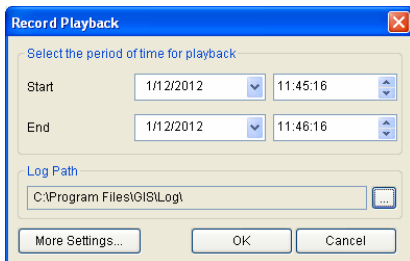 Record Playback
Select the period of time for playback
Start 1/12/2012 11:45:16
End 1/12/2012 11:46:16
Log Path
C:\Program Files\GIS\Log\ ...
More Settings... OK Cancel